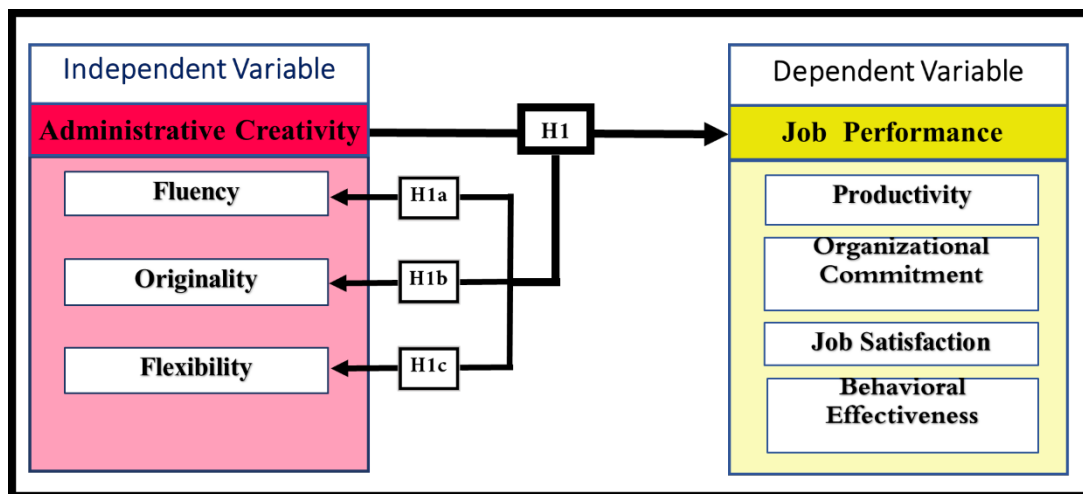 Independent Variable
Administrative Creativity
Fluency
Originality
Flexibility
H1
H1a
H1b
H1c
Dependent Variable
Job Performance
Productivity
Organizational
Commitment
Job Satisfaction
Behavioral
Effectiveness